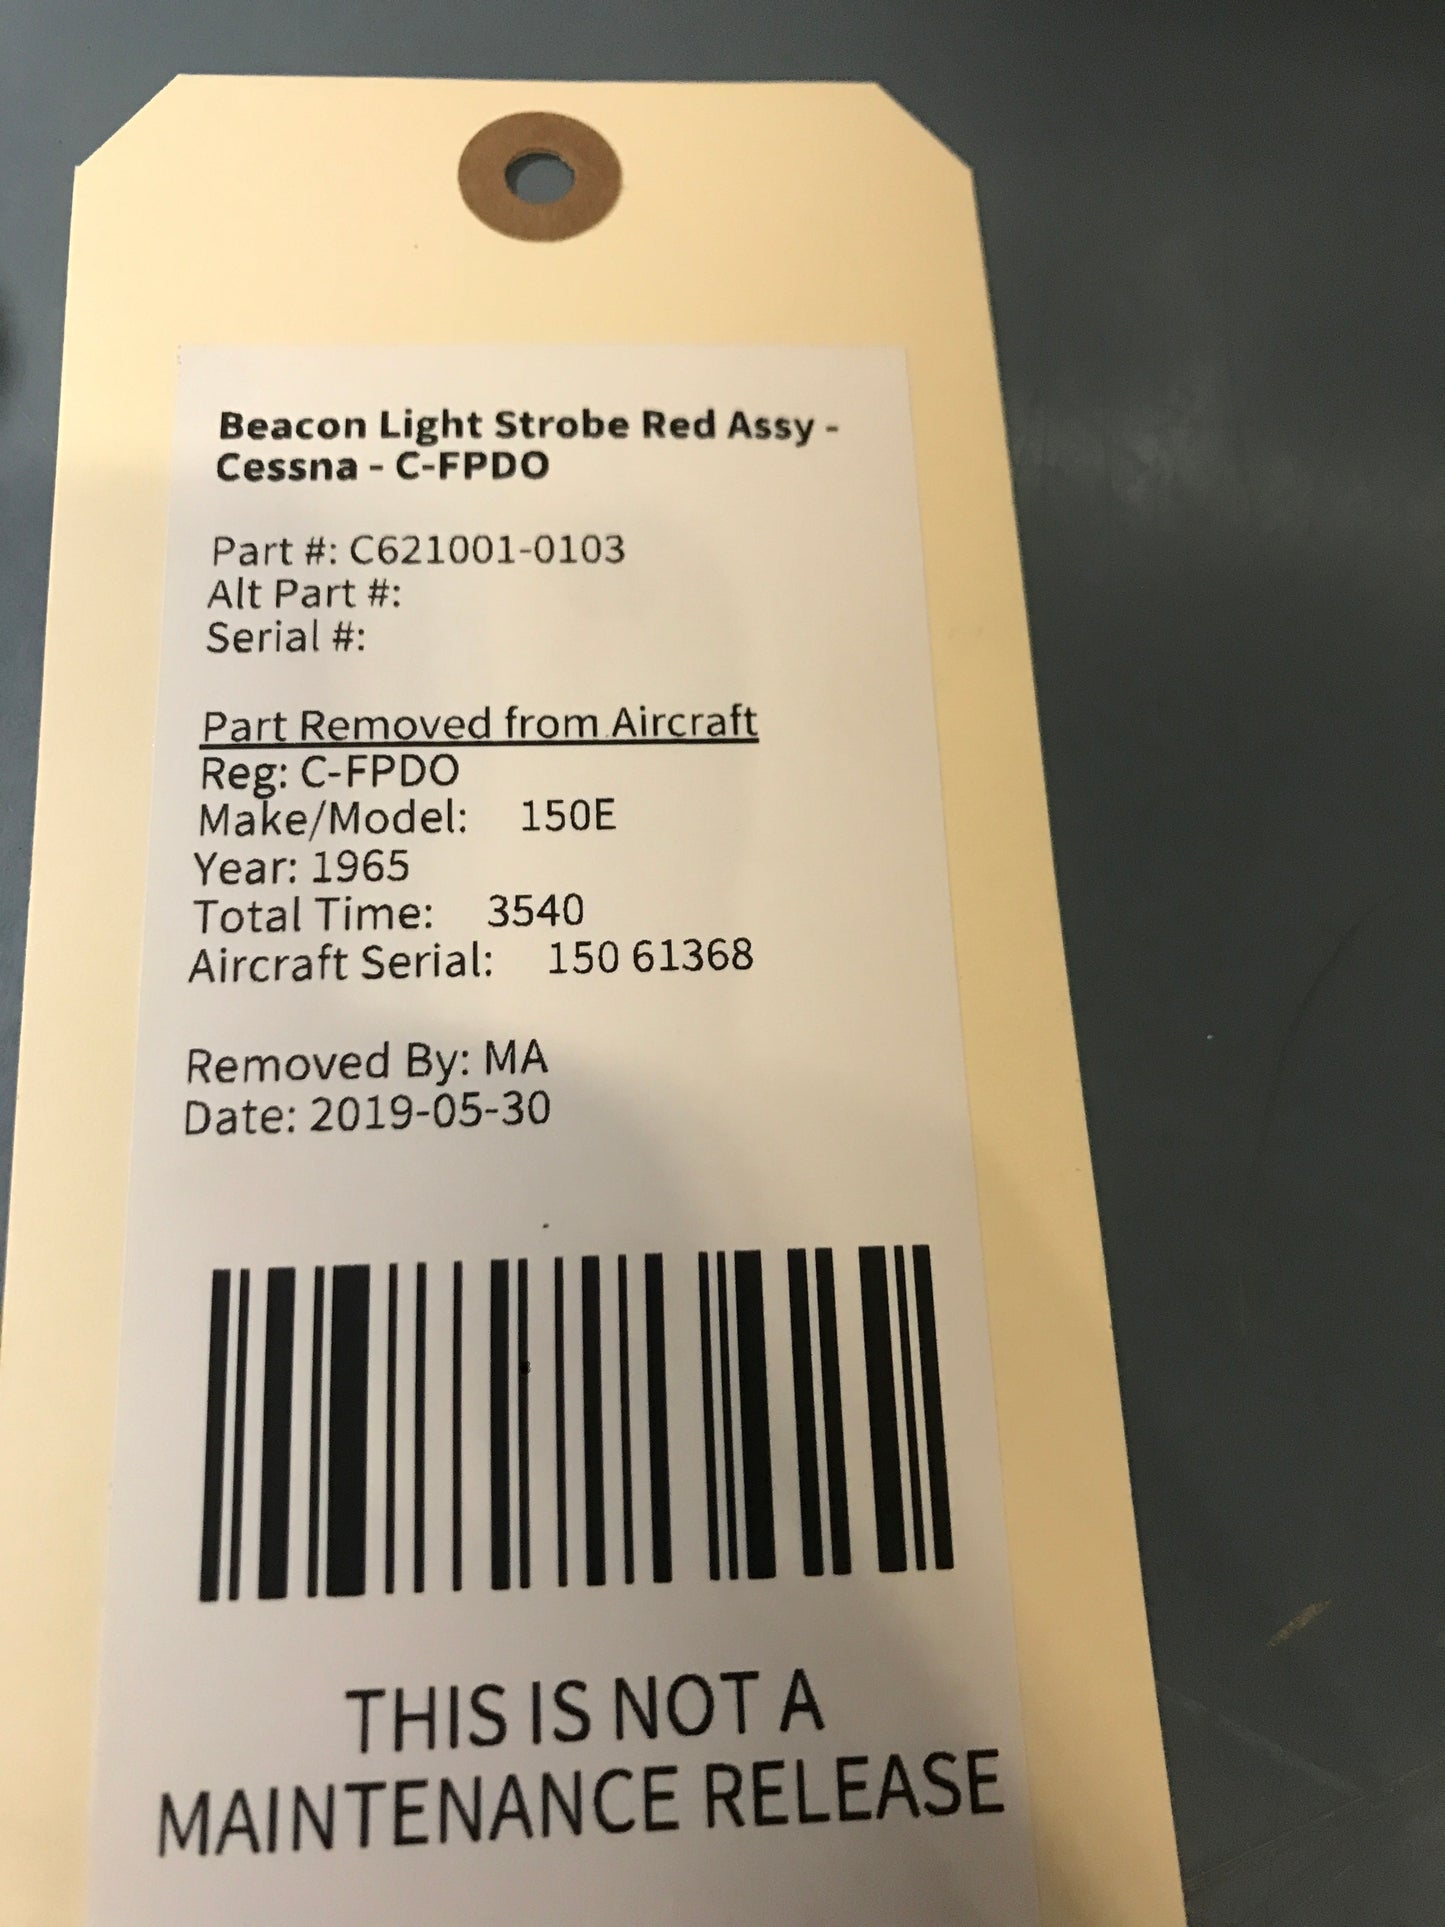 Beacon Light Strobe Red Assy -
Cessna - C-FPDO
Part #: C621001-0103
Alt Part #:
Serial #:
Part Removed from Aircraft
Reg: C-FPDO
Make/Model: 150E
Year: 1965
Total Time: 3540
Aircraft Serial: 150 61368
Removed By: MA
Date: 2019-05-30
THIS IS NOT A
MAINTENANCE RELEASE